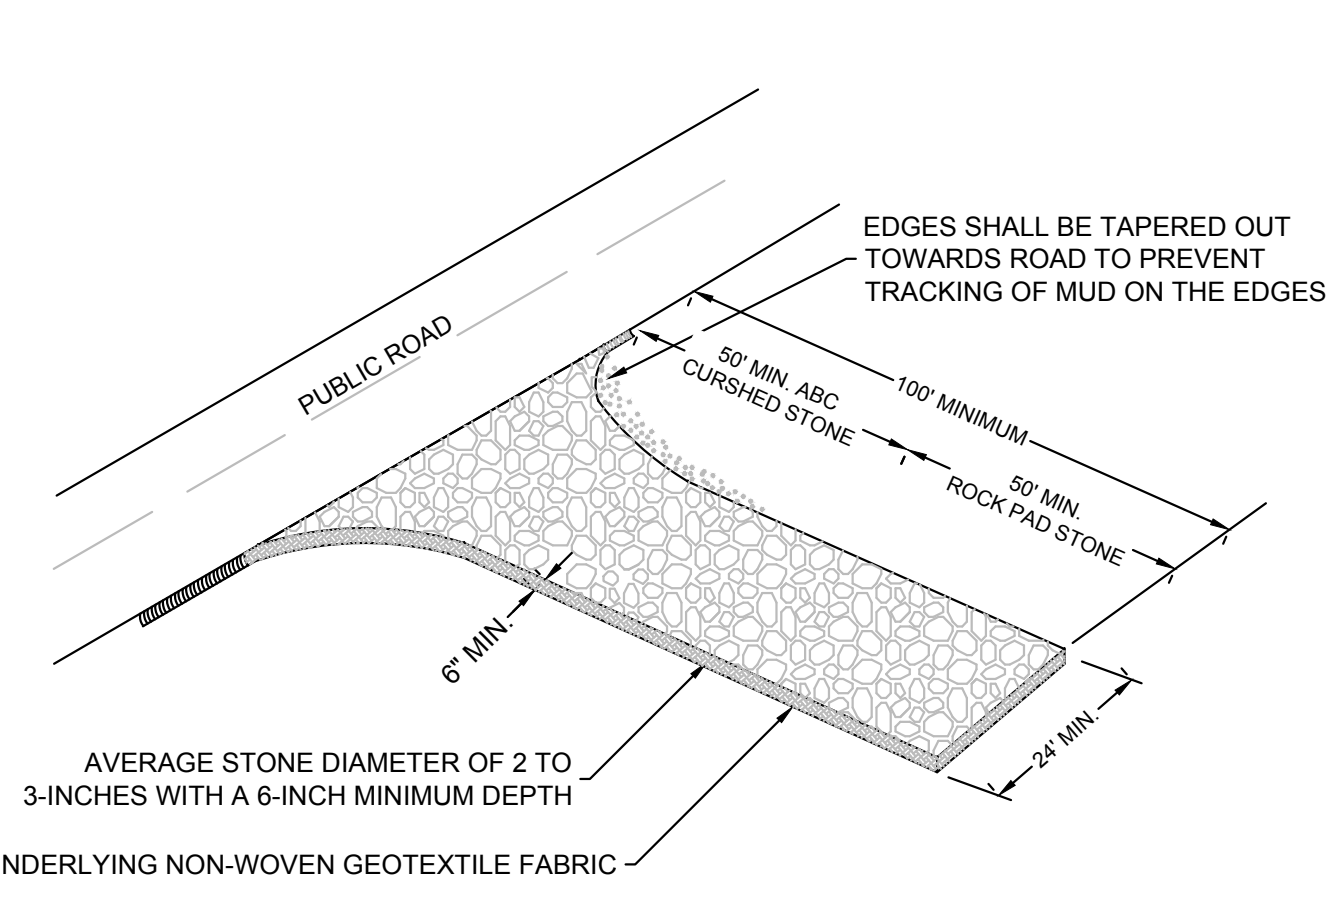 EDGES SHALL BE TAPERED OUT
TOWARDS ROAD TO PREVENT
TRACKING OF MUD ON THE EDGES
PUBLIC ROAD
50' MIN. ABC
CURSHED STONE
100' MINIMUM
50' MIN.
ROCK PAD STONE
6" MIN.
24' MIN.
AVERAGE STONE DIAMETER OF 2 TO
3-INCHES WITH A 6-INCH MINIMUM DEPTH
NDERLYING NON-WOVEN GEOTEXTILE FABRIC